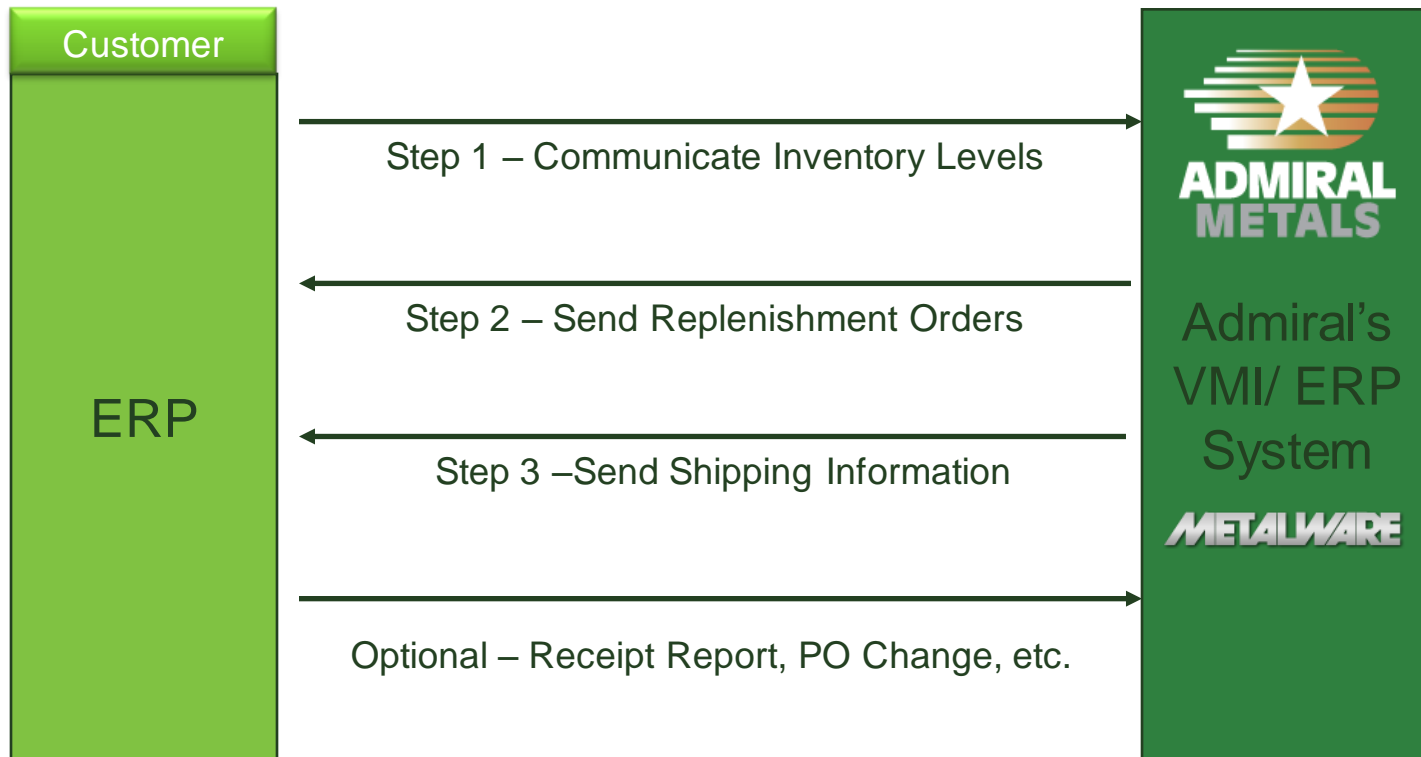 Customer
ERP
Step 1 – Communicate Inventory Levels
Step 2 – Send Replenishment Orders
Step 3 –Send Shipping Information
Optional – Receipt Report, PO Change, etc.
ADMIRAL
METALS
Admiral’s
VMI/ ERP
System
METALWARE